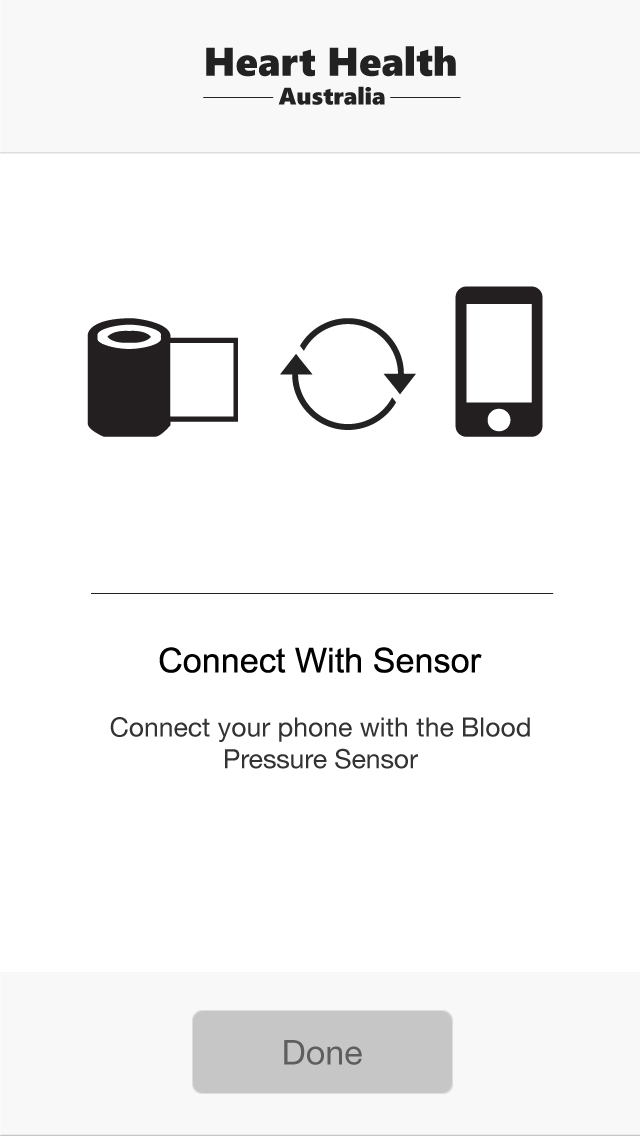 Heart Health
Australia
Connect With Sensor
Connect your phone with the Blood
Pressure Sensor
Done